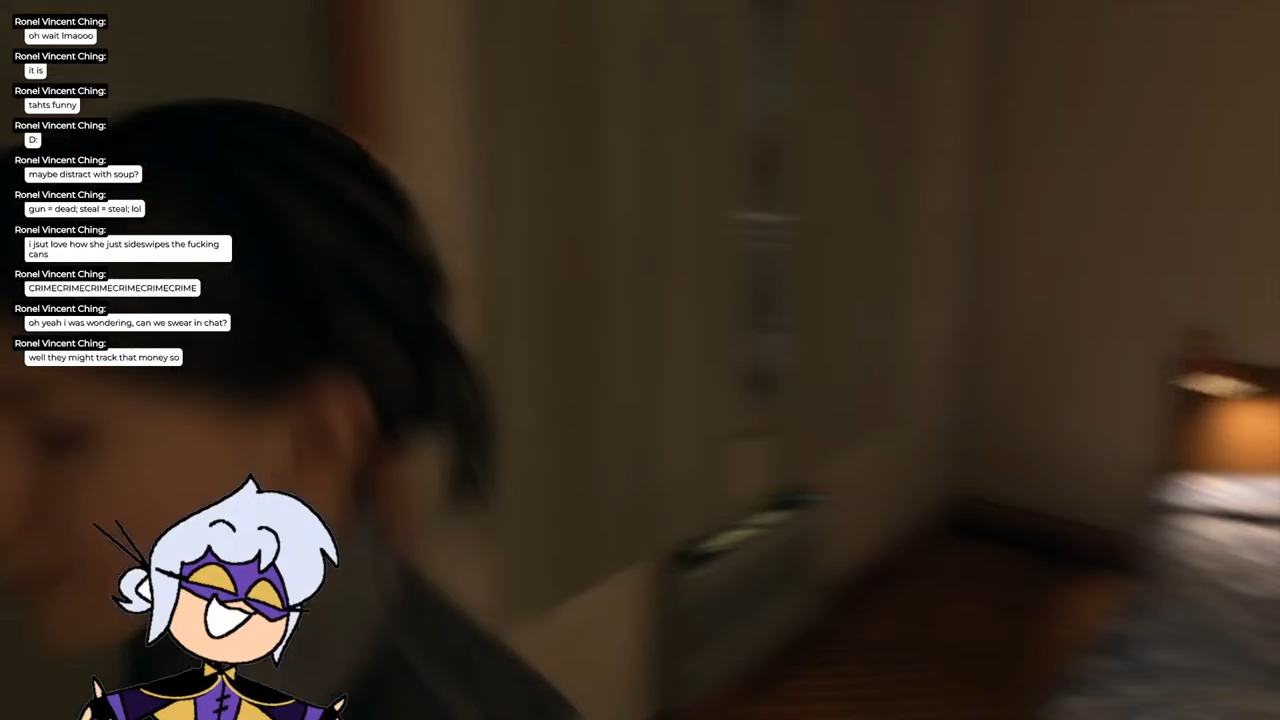 Ronel Vincent Ching:
oh wait lmaooo
Ronel Vincent Ching:
it is
Ronel Vincent Ching:
tahts funny
Ronel Vincent Ching:
D:
Ronel Vincent Ching:
maybe distract with soup?
Ronel Vincent Ching:
gun = dead; steal = steal; lol
Ronel Vincent Ching:
i jsut love how she just sideswipes the fucking
cans
Ronel Vincent Ching:
CRIMECRIMECRIMECRIMECRIMECRIME
Ronel Vincent Ching:
oh yeah i was wondering, can we swear in chat?
Ronel Vincent Ching:
well they might track that money so